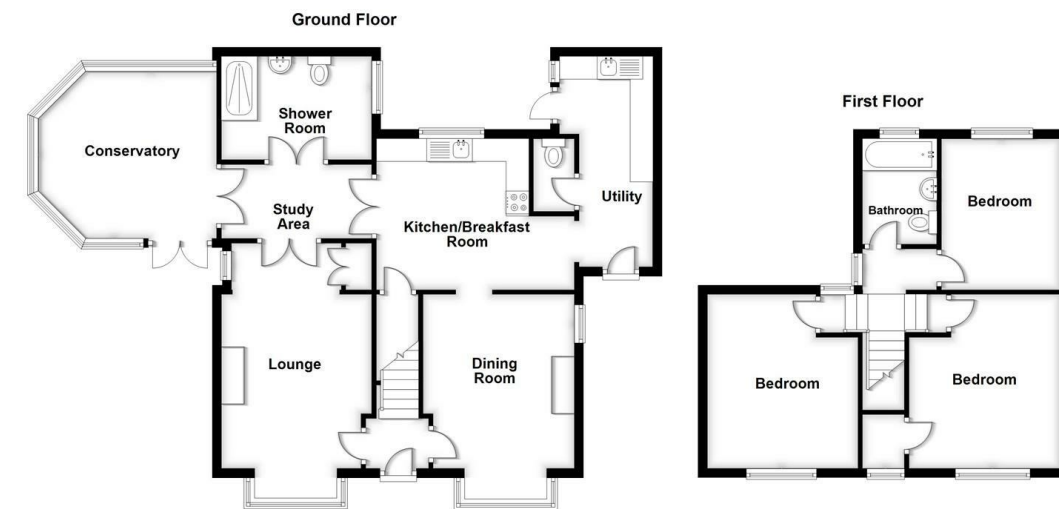 Ground Floor
Shower
Room
Conservatory
Study
Area
Kitchen/Breakfast
Room
Utility
Lounge
Dining
Room
First Floor
Bathroom
Bedroom
Bedroom
Bedroom